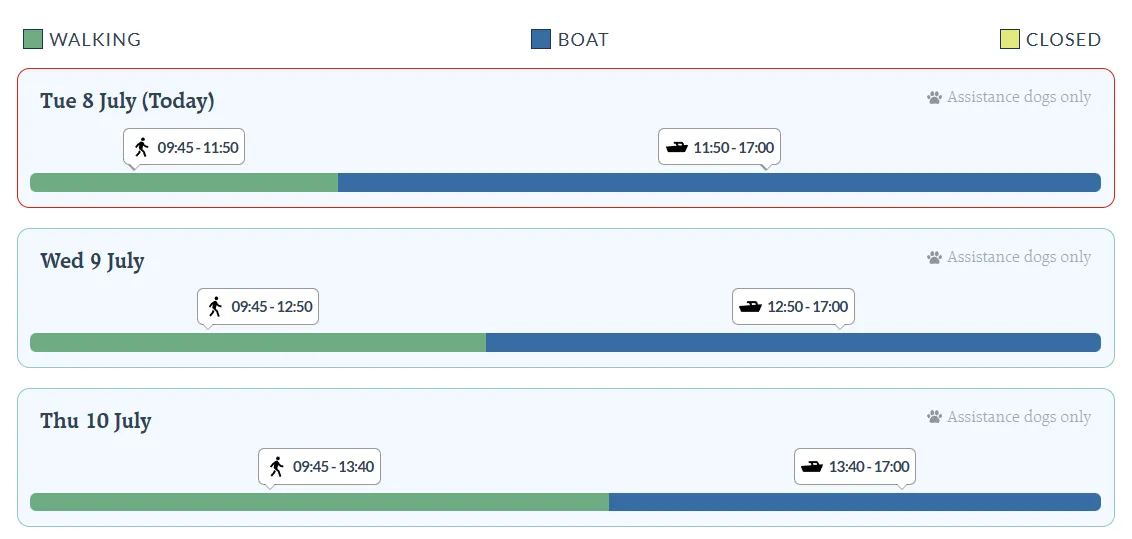 WALKING BOAT CLOSED
Tue 8 July (Today) Assistance dogs only
09:45 - 11:50 11:50 - 17:00
Wed 9 July Assistance dogs only
09:45 - 12:50 12:50 - 17:00
Thu 10 July Assistance dogs only
09:45 - 13:40 13:40 - 17:00